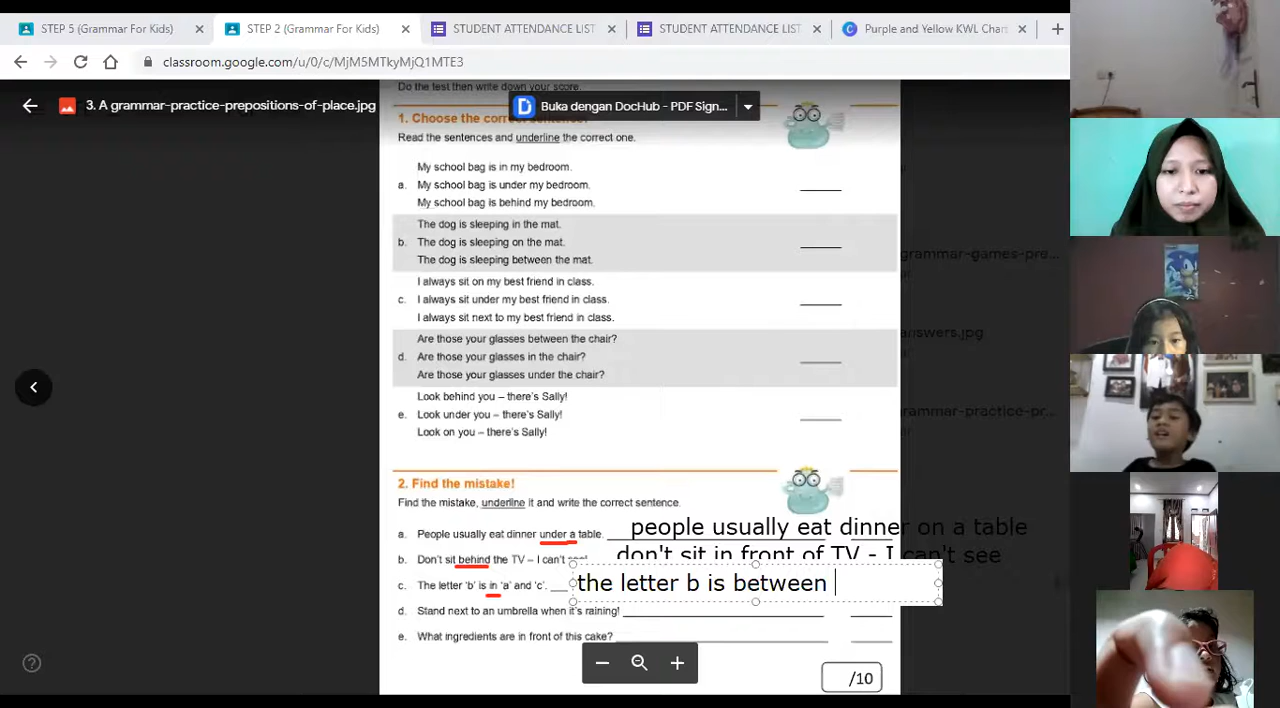 STEP 5 (Grammar For Kids) STEP 2 (Grammar For Kids) STUDENT ATTENDANCE LIST STUDENT ATTENDANCE LIST Purple and Yellow KWL Chart
classroom.google.com/u/0/c/MjM5MTkyMjQ1MTE3
Do the test then write down your score.
3. A grammar-practice-prepositions-of-place.jpg
Buka dengan DocHub - PDF Sign...
1. Choose the correct sentence!
Read the sentences and underline the correct one.
My school bag is in my bedroom.
a. My school bag is under my bedroom.
My school bag is behind my bedroom.
The dog is sleeping in the mat.
b. The dog is sleeping on the mat.
The dog is sleeping between the mat.
grammar-games-pre...
I always sit on my best friend in class.
c. I always sit under my best friend in class.
I always sit next to my best friend in class.
answers.jpg
Are those your glasses between the chair?
d. Are those your glasses in the chair?
Are those your glasses under the chair?
Look behind you – there's Sally!
e. Look under you – there's Sally!
grammar-practice-pr...
Look on you – there's Sally!
2. Find the mistake!
Find the mistake, underline it and write the correct sentence.
a. People usually eat dinner under a table. people usually eat dinner on a table
b. Don't sit behind the TV – I can't see! don't sit in front of TV - I can't see
c. The letter 'b' is in 'a' and 'c'. the letter b is between
d. Stand next to an umbrella when it's raining!
e. What ingredients are in front of this cake?
/10